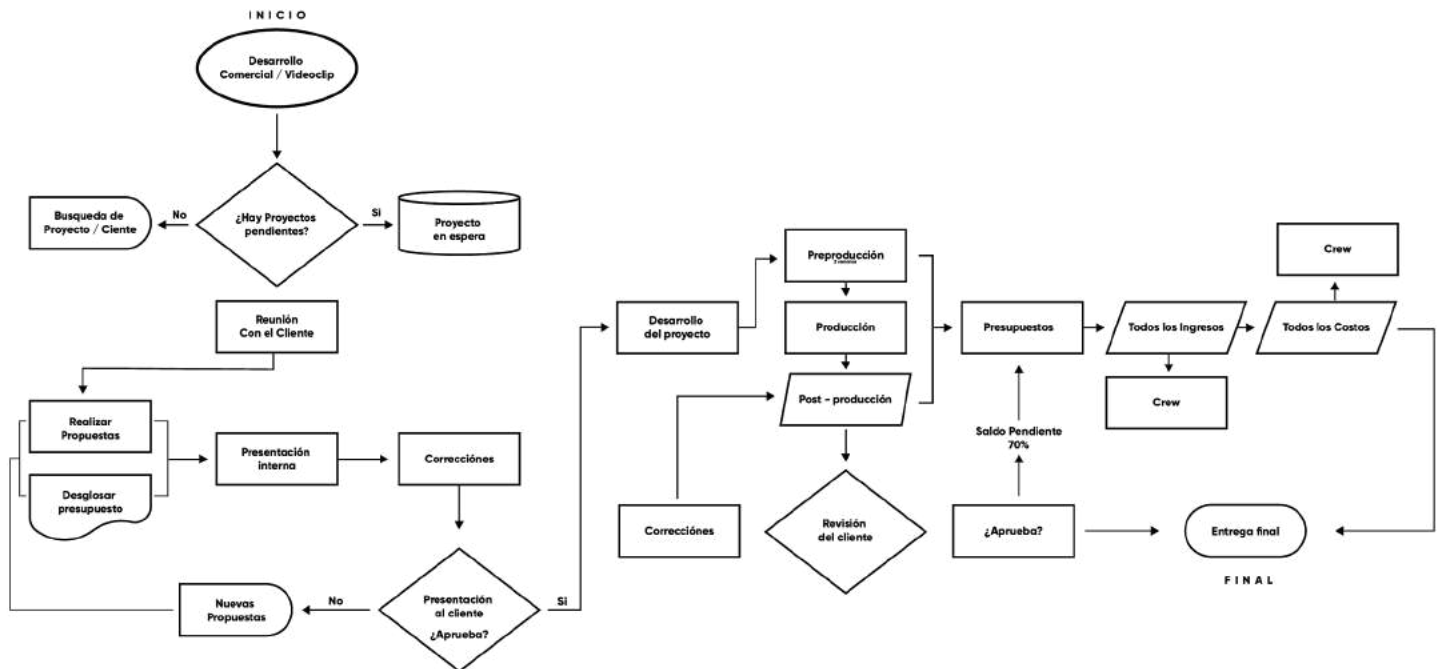 INICIO
Desarrollo
Comercial / Videoclip
¿Hay Proyectos
pendientes?
No
Si
Busqueda de
Proyecto / Ciente
Proyecto
en espera
Reunión
Con el Cliente
Realizar
Propuestas
Desglosar
presupuesto
Presentación
interna
Correcciónes
Presentación
al cliente
¿Aprueba?
No
Si
Nuevas
Propuestas
Desarrollo
del proyecto
Preproducción
Producción
Post - producción
Correcciónes
Revisión
del cliente
Presupuestos
Saldo Pendiente
70%
¿Aprueba?
Todos los Ingresos
Crew
Todos los Costos
Crew
Entrega final
FINAL